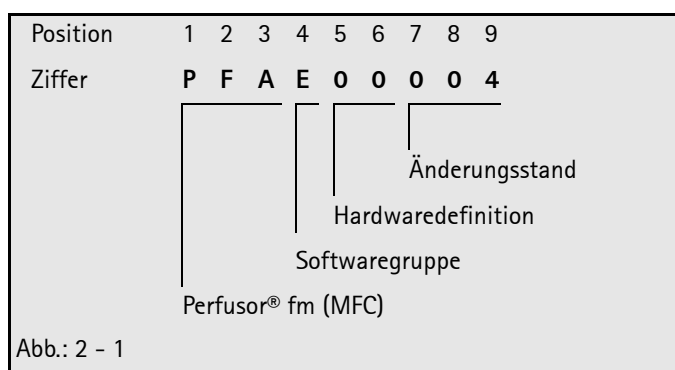 Position 1 2 3 4 5 6 7 8 9
Ziffer P F A E 0 0 0 0 4
Änderungsstand
Hardwaredefinition
Softwaregruppe
Perfusor® fm (MFC)
Abb.: 2 - 1